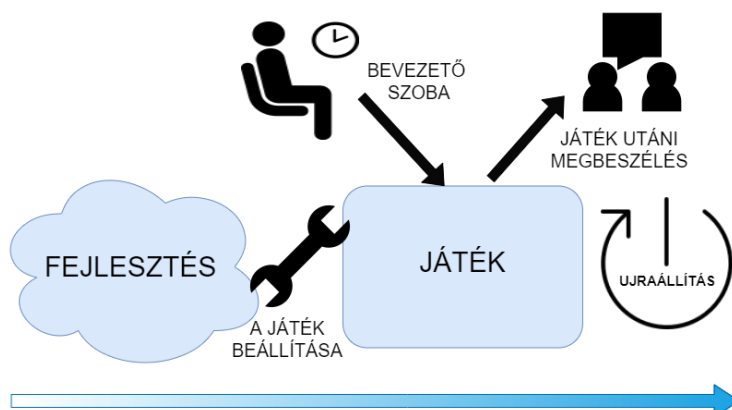 BEVEZETŐ
SZOBA
JÁTÉK UTÁNI
MEGBESZÉLÉS
FEJLESZTÉS
JÁTÉK
UJRAÁLLÍTÁS
A JÁTÉK
BEÁLLÍTÁSA